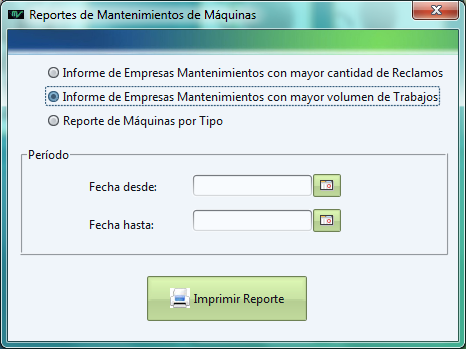 Reportes de Mantenimientos de Máquinas
Informe de Empresas Mantenimientos con mayor cantidad de Reclamos
Informe de Empresas Mantenimientos con mayor volumen de Trabajos
Reporte de Máquinas por Tipo
Período
Fecha desde:
Fecha hasta:
Imprimir Reporte